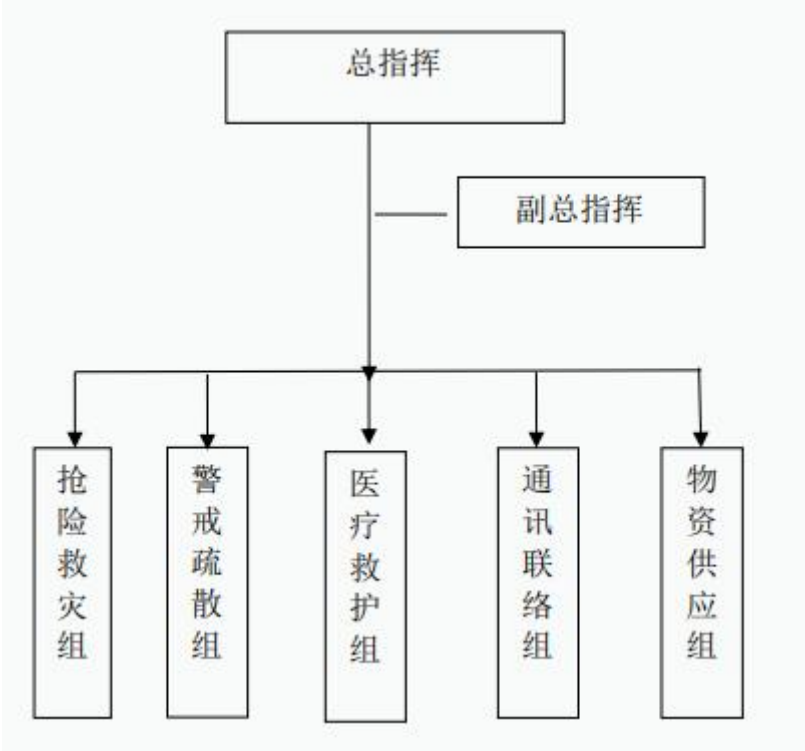 总指挥
副总指挥
抢险救灾组
警戒疏散组
医疗救护组
通讯联络组
物资供应组